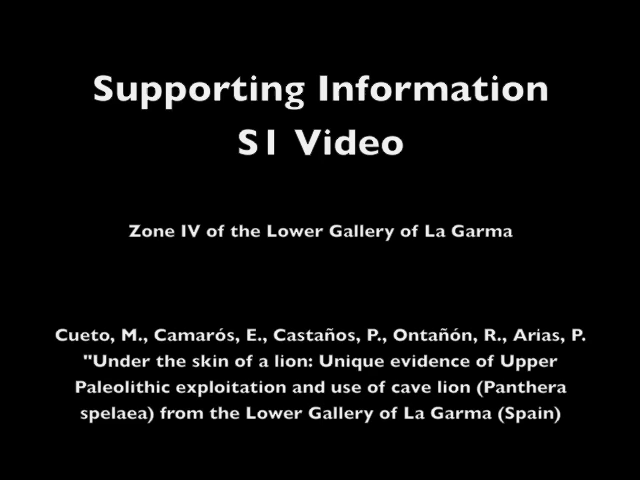 Supporting Information
S1 Video
Zone IV of the Lower Gallery of La Garma
Cueto, M., Camarós, E., Castaños, P., Ontañón, R., Arias, P.
"Under the skin of a lion: Unique evidence of Upper
Paleolithic exploitation and use of cave lion (Panthera
spelaea) from the Lower Gallery of La Garma (Spain)